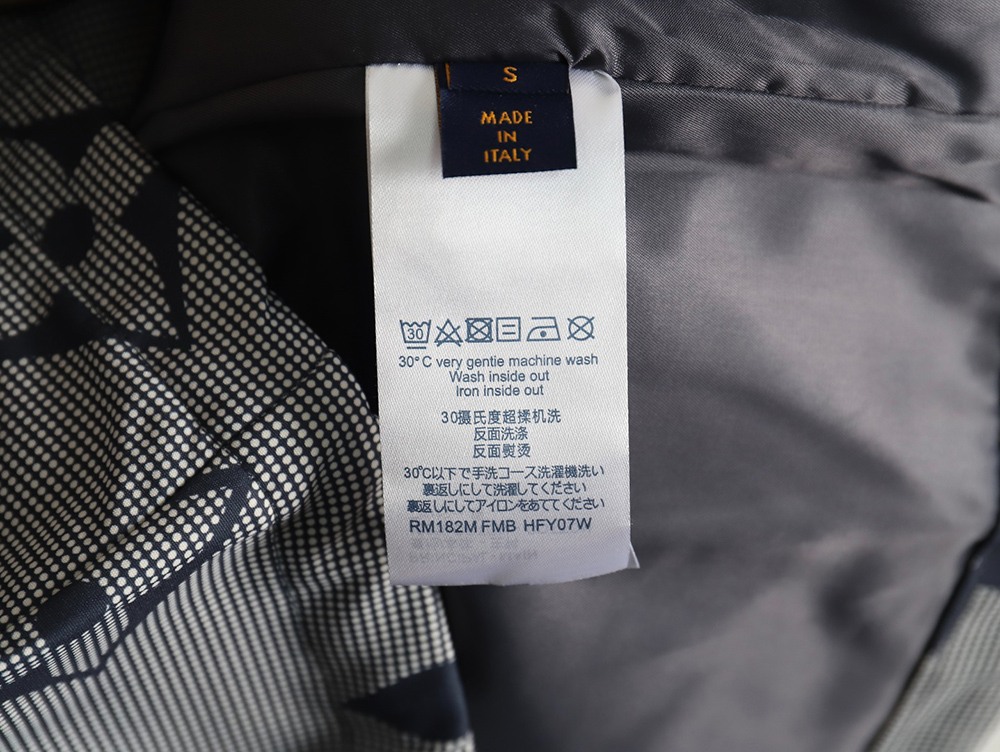 S
MADE
IN
ITALY
30
30°C very gentie machine wash
Wash inside out
Iron inside out
30摄氏度超揉机洗
反面洗涤
反面熨烫
30℃以下で手洗コース洗濯機洗い
裏返しにして洗濯してください
裏返しにしてアイロンをあててください
RM182M FMB HFY07W